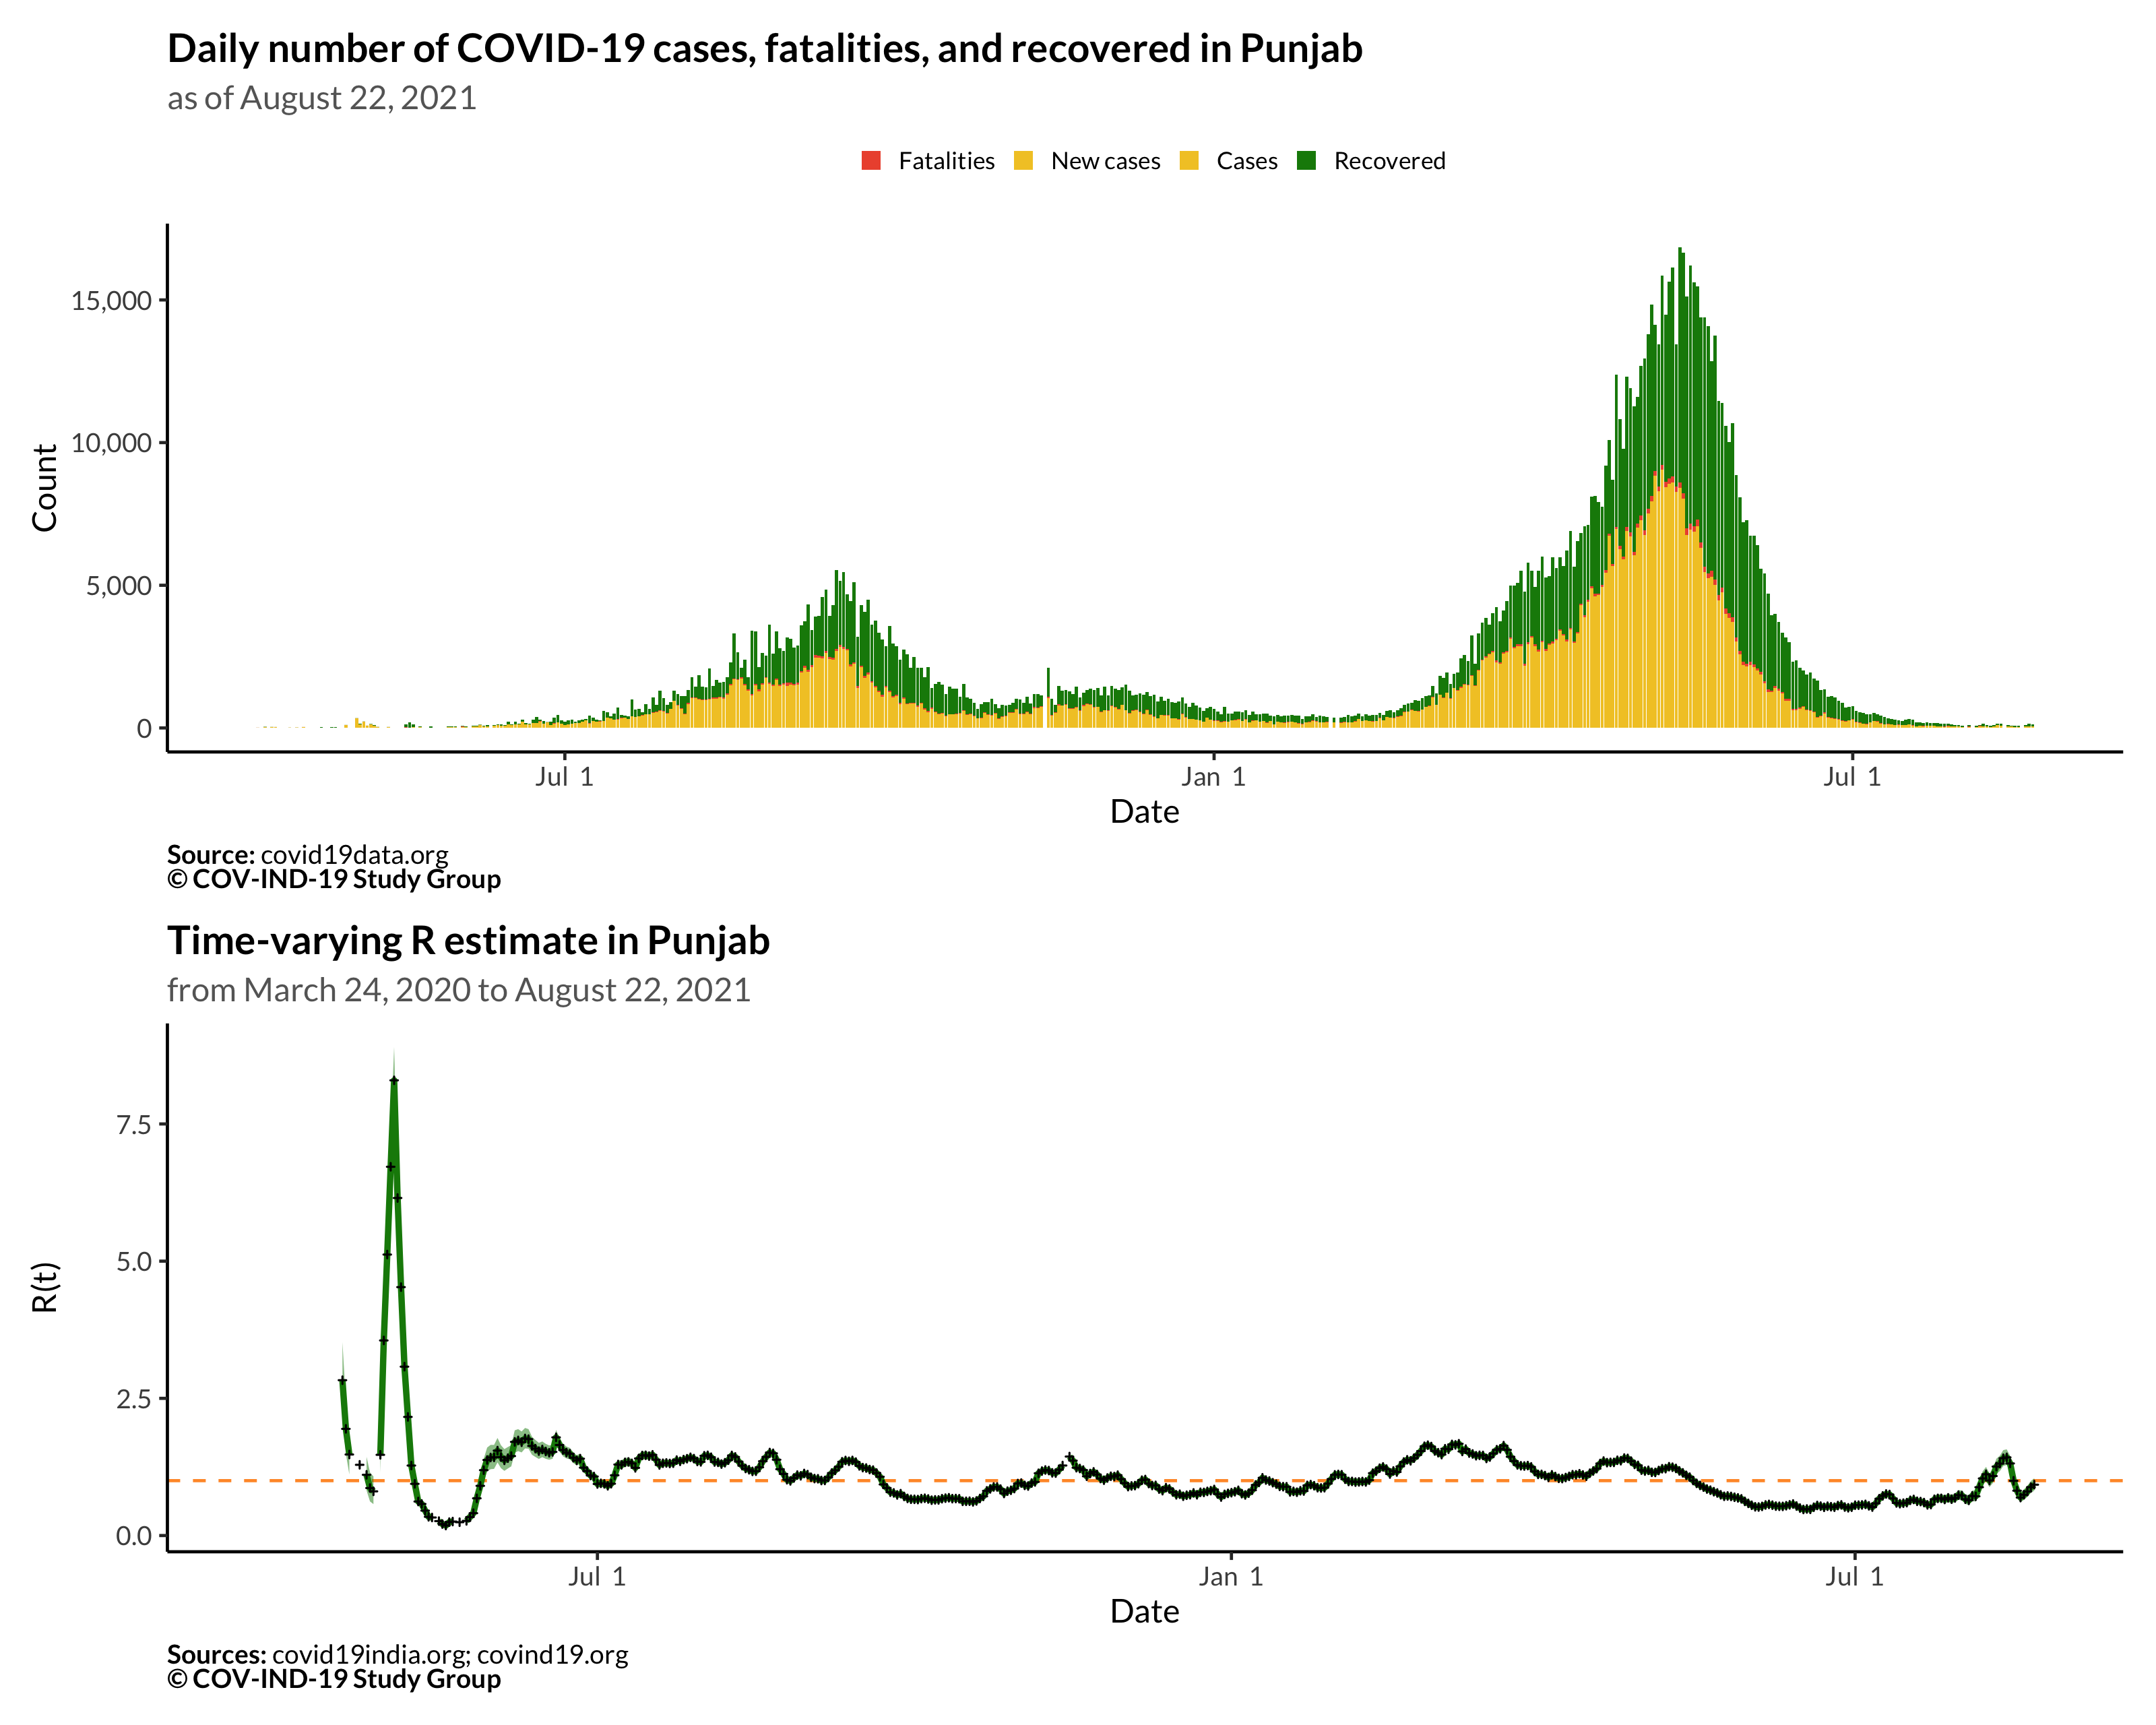 Daily number of COVID-19 cases, fatalities, and recovered in Punjab
as of August 22, 2021
Fatalities New cases Cases Recovered
Count
15,000
10,000
5,000
0
Jul 1 Jan 1 Jul 1
Date
Source: covid19data.org
© COV-IND-19 Study Group
Time-varying R estimate in Punjab
from March 24, 2020 to August 22, 2021
R(t)
7.5
5.0
2.5
0.0
Jul 1 Jan 1 Jul 1
Date
Sources: covid19india.org; covind19.org
© COV-IND-19 Study Group